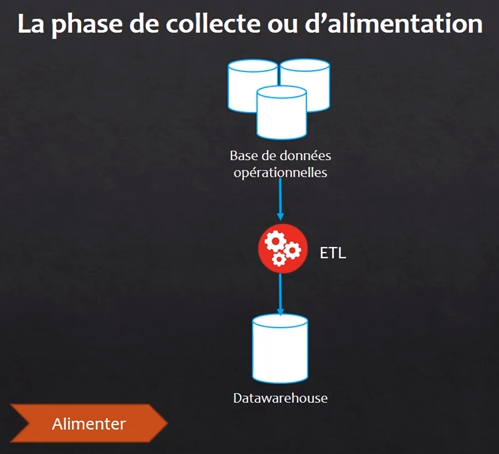 La phase de collecte ou d’alimentation
Base de données
opérationnelles
ETL
Datawarehouse
Alimenter